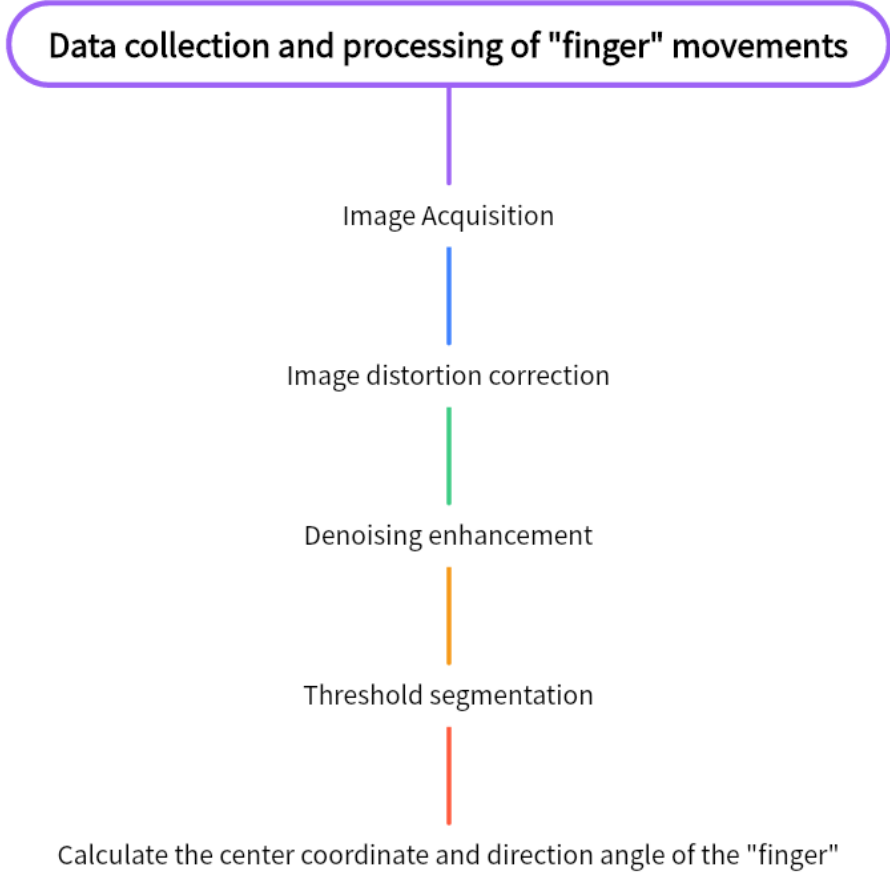 Data collection and processing of "finger" movements
Image Acquisition
Image distortion correction
Denoising enhancement
Threshold segmentation
Calculate the center coordinate and direction angle of the "finger"